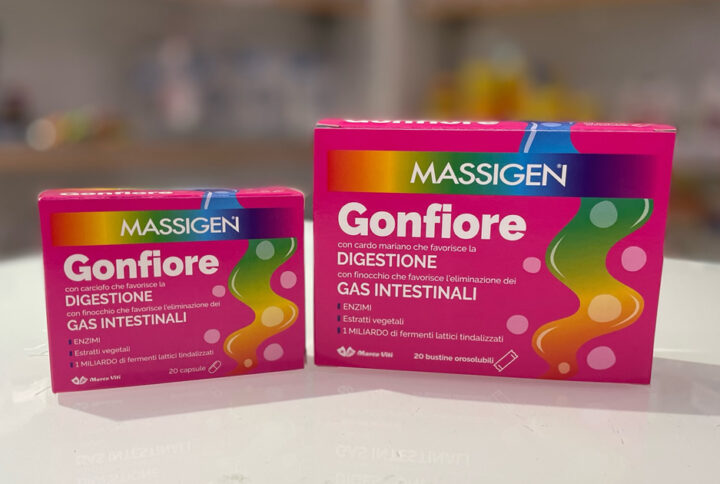 Gonfiore
MASSIGEN
Gonfiore
con carciofo che favorisce la
DIGESTIONE
con finocchio che favorisce l'eliminazione dei
GAS INTESTINALI
ENZIMI
Estratti vegetali
1 MILIARDO di fermenti lattici tindalizzati
Marco Viti
20 capsule
Gonfiore
MASSIGEN®
Gonfiore
con cardo mariano che favorisce la
DIGESTIONE
con finocchio che favorisce l'eliminazione dei
GAS INTESTINALI
ENZIMI
Estratti vegetali
1 MILIARDO di fermenti lattici tindalizzati
Marco Viti
20 bustine orosolubili